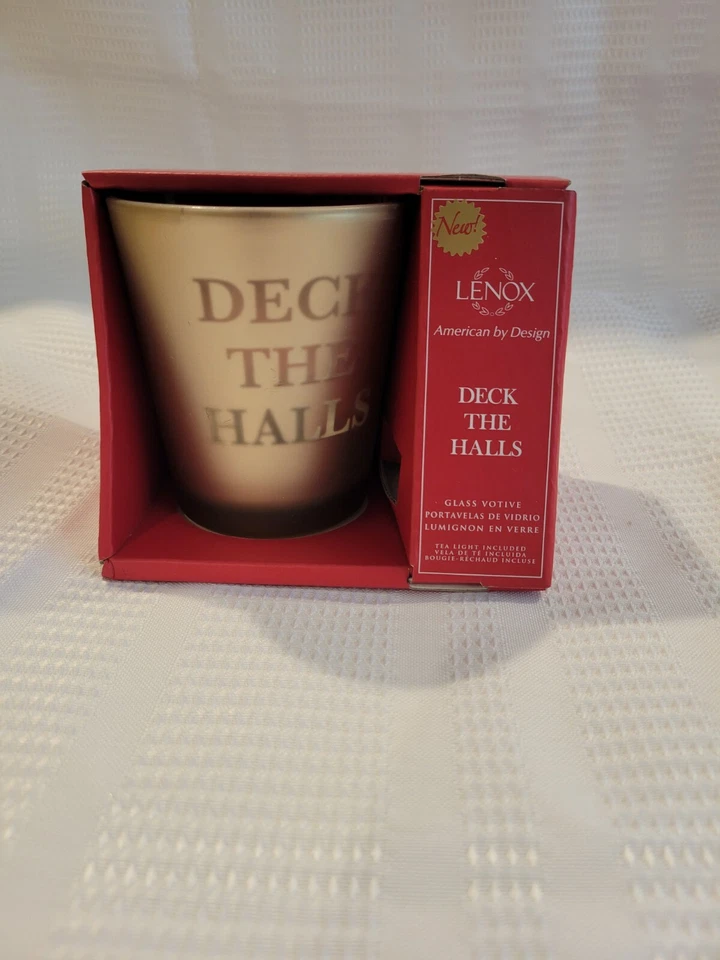 DECK
THE
HALLS
New!
LENOX
American by Design
DECK
THE
HALLS
GLASS VOTIVE
PORTAVELAS DE VIDRIO
LUMIGNON EN VERRE
TEA LIGHT INCLUDED
VELA DE TÉ INCLUIDA
BOUGIE-RÉCHAUD INCLUSE